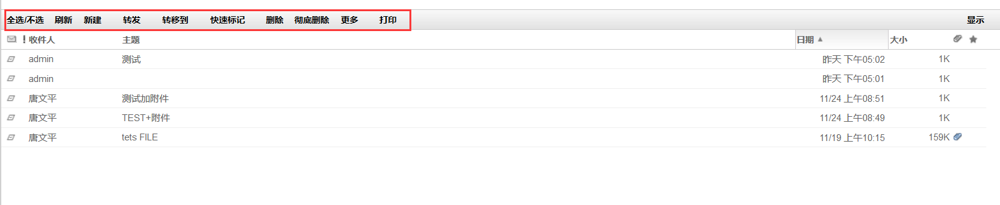 全选/不选 刷新 新建 转发 转移到 快速标记 删除 彻底删除 更多 打印 显示
收件人 主题 日期 大小
admin 测试 昨天 下午05:02 1K
admin 昨天 下午05:01 1K
唐文平 测试加附件 11/24 上午08:51 1K
唐文平 TEST+附件 11/24 上午08:49 1K
唐文平 tets FILE 11/19 上午10:15 159K